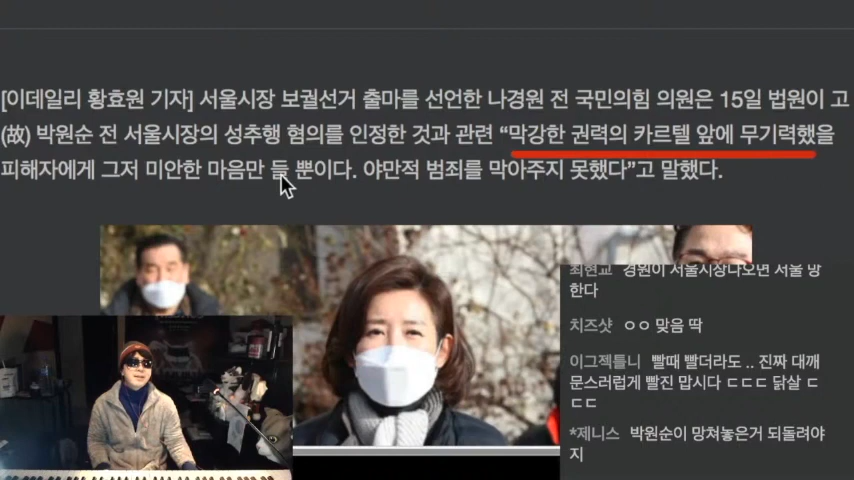 [이데일리 황효원 기자] 서울시장 보궐선거 출마를 선언한 나경원 전 국민의힘 의원은 15일 법원이 고
(故) 박원순 전 서울시장의 성추행 혐의를 인정한 것과 관련 “막강한 권력의 카르텔 앞에 무기력했을
피해자에게 그저 미안한 마음만 들 뿐이다. 야만적 범죄를 막아주지 못했다”고 말했다.
최현교 경원이 서울시장나오면 서울 망
한다
치즈샷 ㅇㅇ 맞음 딱
이그젝틀니 빨때 빨더라도 .. 진짜 대깨
문스러럽게 빨진 맙시다 ㄷㄷㄷ 닭살 ㄷ
ㄷㄷ
*제니스 박원순이 망쳐놓은거 되돌려야
지